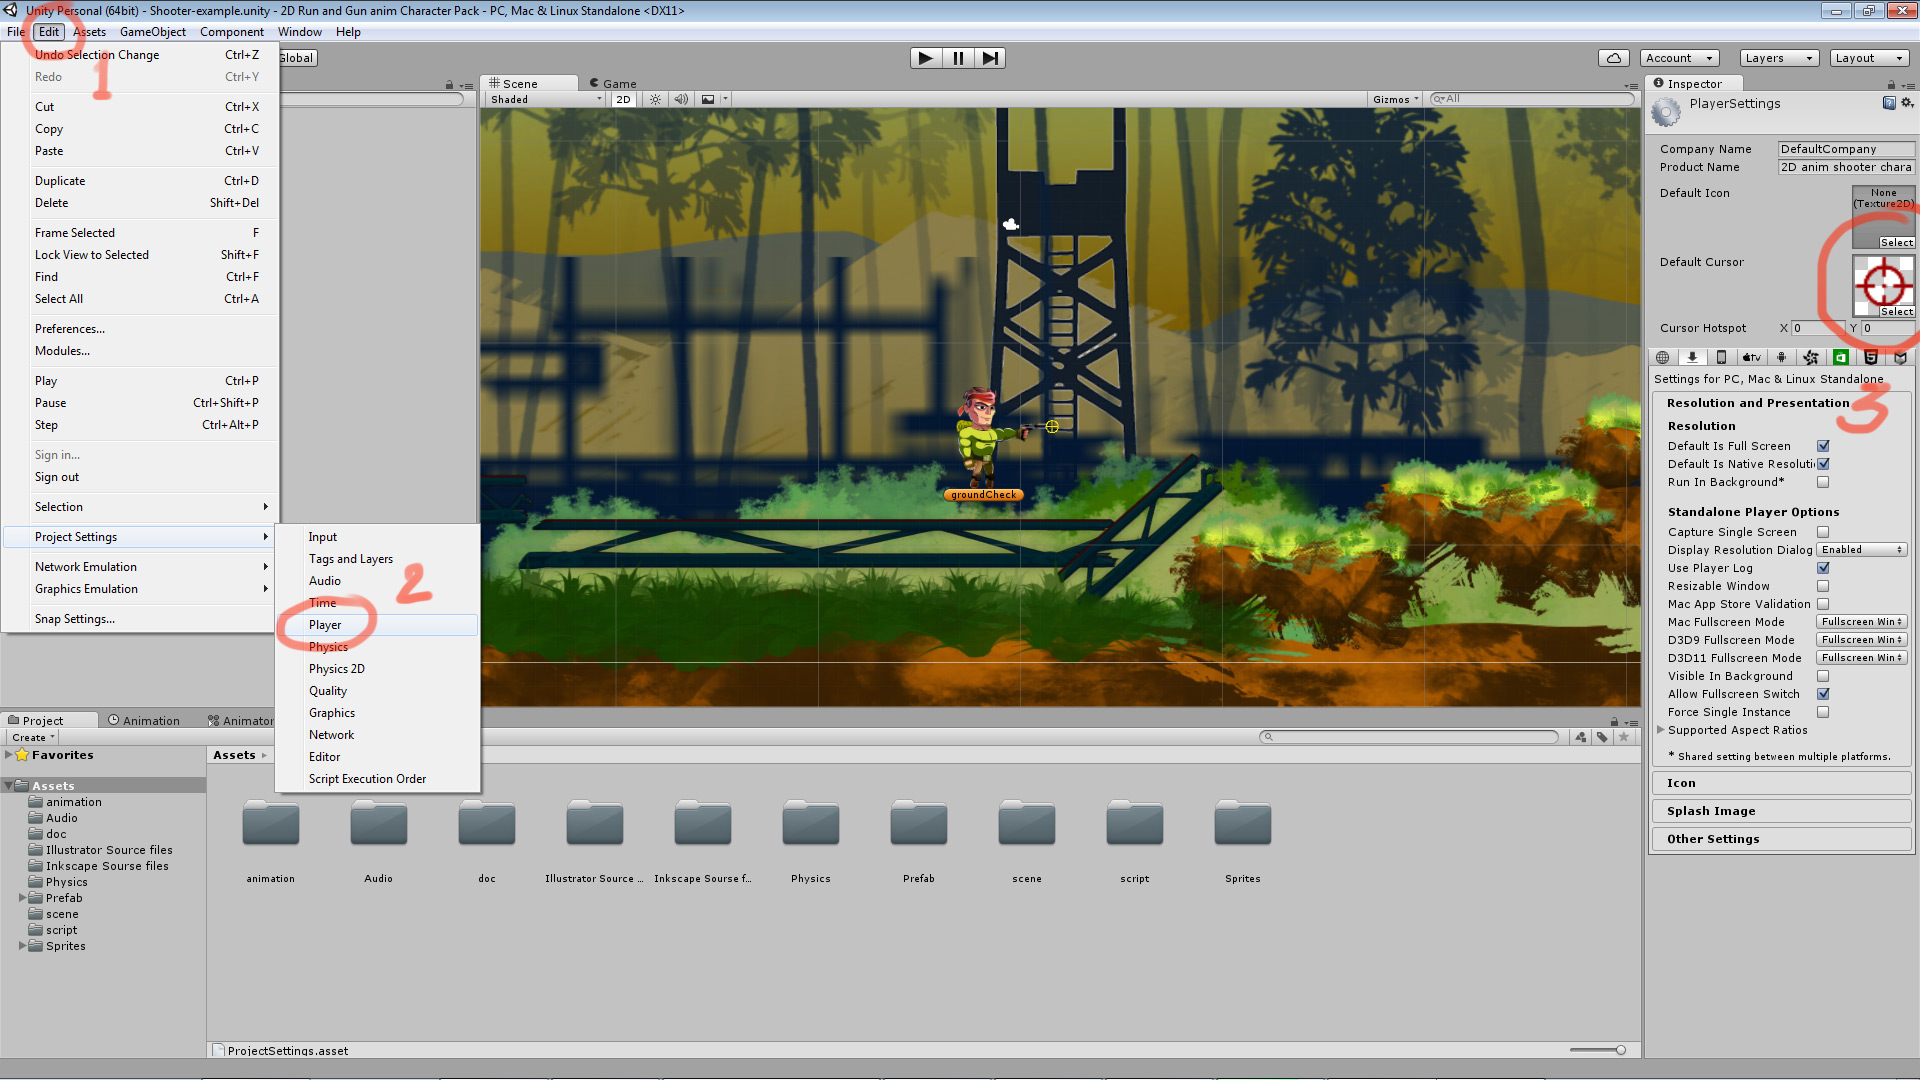 Unity Personal (64bit) - Shooter-example.unity - 2D Run and Gun anim Character Pack - PC, Mac & Linux Standalone <DX11>
File Edit Assets GameObject Component Window Help
1
Undo Selection Change Ctrl+Z
Redo Ctrl+Y
Cut Ctrl+X
Copy Ctrl+C
Paste Ctrl+V
Duplicate Ctrl+D
Delete Shift+Del
Frame Selected F
Lock View to Selected Shift+F
Find Ctrl+F
Select All Ctrl+A
Preferences...
Modules...
Play Ctrl+P
Pause Ctrl+Shift+P
Step Ctrl+Alt+P
Sign in...
Sign out
Selection
Project Settings
Network Emulation
Graphics Emulation
Snap Settings...
2
Input
Tags and Layers
Audio
Time
Player
Physics
Physics 2D
Quality
Graphics
Network
Editor
Script Execution Order
Global
Account Layers Layout
Scene Game
Shaded 2D Gizmos All
groundCheck
Inspector
PlayerSettings
Company Name DefaultCompany
Product Name 2D anim shooter chara
Default Icon None
(Texture2D)
Select
Default Cursor
Select
Cursor Hotspot X 0 Y 0
tv
Settings for PC, Mac & Linux Standalone
3
Resolution and Presentation
Resolution
Default Is Full Screen
Default Is Native Resoluti
Run In Background*
Standalone Player Options
Capture Single Screen
Display Resolution Dialog Enabled
Use Player Log
Resizable Window
Mac App Store Validation
Mac Fullscreen Mode Fullscreen Win
D3D9 Fullscreen Mode Fullscreen Win
D3D11 Fullscreen Mode Fullscreen Win
Visible In Background
Allow Fullscreen Switch
Force Single Instance
Supported Aspect Ratios
* Shared setting between multiple platforms.
Icon
Splash Image
Other Settings
Project Animation Animator
Create
Favorites
Assets
animation
Audio
doc
Illustrator Source files
Inkscape Sourse files
Physics
Prefab
scene
script
Sprites
Assets
animation Audio doc Illustrator Source ... Inkscape Sourse f... Physics Prefab scene script Sprites
ProjectSettings.asset